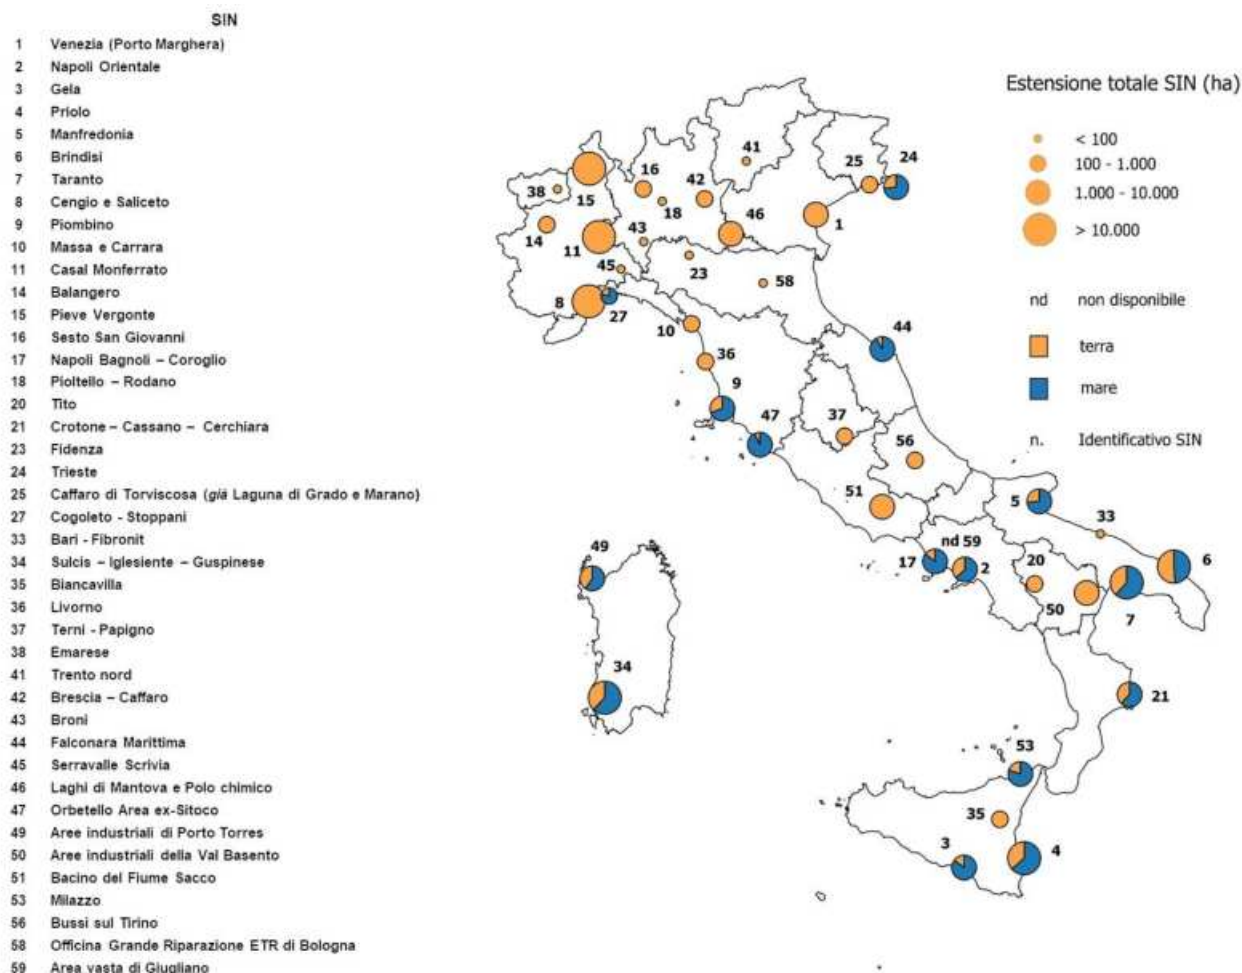 SIN
1 Venezia (Porto Marghera)
2 Napoli Orientale
3 Gela
4 Priolo
5 Manfredonia
6 Brindisi
7 Taranto
8 Cengio e Saliceto
9 Piombino
10 Massa e Carrara
11 Casal Monferrato
14 Balangero
15 Pieve Vergonte
16 Sesto San Giovanni
17 Napoli Bagnoli – Coroglio
18 Pioltello – Rodano
20 Tito
21 Crotone – Cassano – Cerchiara
23 Fidenza
24 Trieste
25 Caffaro di Torviscosa (già Laguna di Grado e Marano)
27 Cogoleto - Stoppani
33 Bari - Fibronit
34 Sulcis – Iglesiente – Guspinese
35 Biancavilla
36 Livorno
37 Terni - Papigno
38 Emarese
41 Trento nord
42 Brescia – Caffaro
43 Broni
44 Falconara Marittima
45 Serravalle Scrivia
46 Laghi di Mantova e Polo chimico
47 Orbetello Area ex-Sitoco
49 Aree industriali di Porto Torres
50 Aree industriali della Val Basento
51 Bacino del Fiume Sacco
53 Milazzo
56 Bussi sul Tirino
58 Officina Grande Riparazione ETR di Bologna
59 Area vasta di Giugliano
41
24
16
25
42
38
15
18
46
1
14
11
43
23
45
58
8
27
10
44
36
9
47
37
56
51
5
33
49
nd 59
17
2
20
6
50
7
34
21
53
35
3
4
Estensione totale SIN (ha)
< 100
100 - 1.000
1.000 - 10.000
> 10.000
nd non disponibile
terra
mare
n. Identificativo SIN